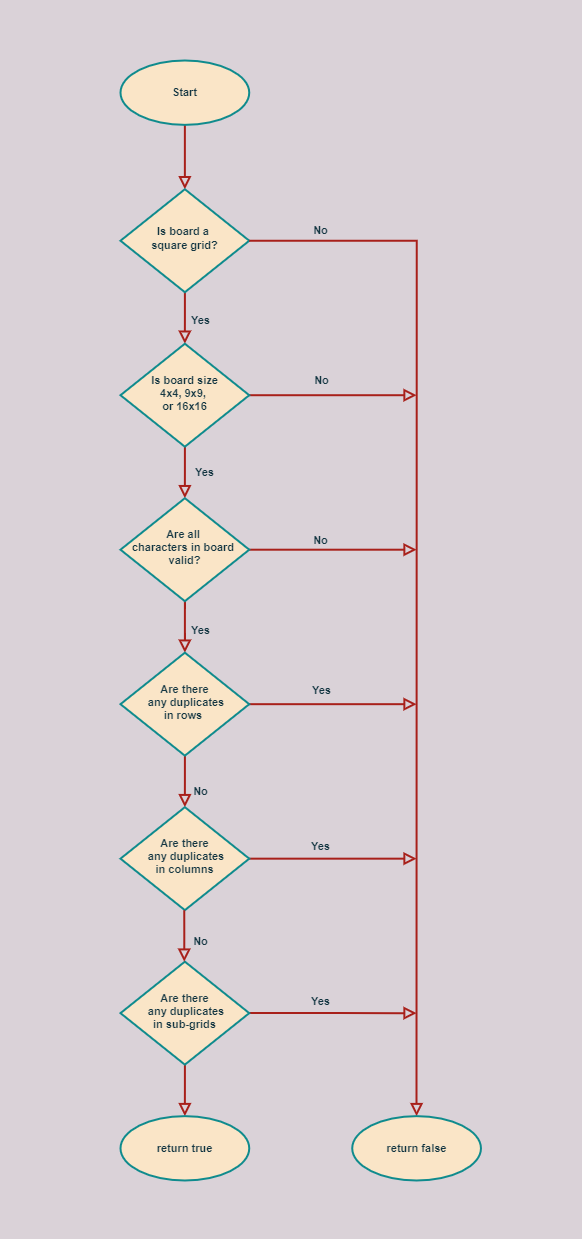 Start
Is board a
square grid?
No
Yes
Is board size
4x4, 9x9,
or 16x16
No
Yes
Are all
characters in board
valid?
No
Yes
Are there
any duplicates
in rows
Yes
No
Are there
any duplicates
in columns
Yes
No
Are there
any duplicates
in sub-grids
Yes
return true
return false